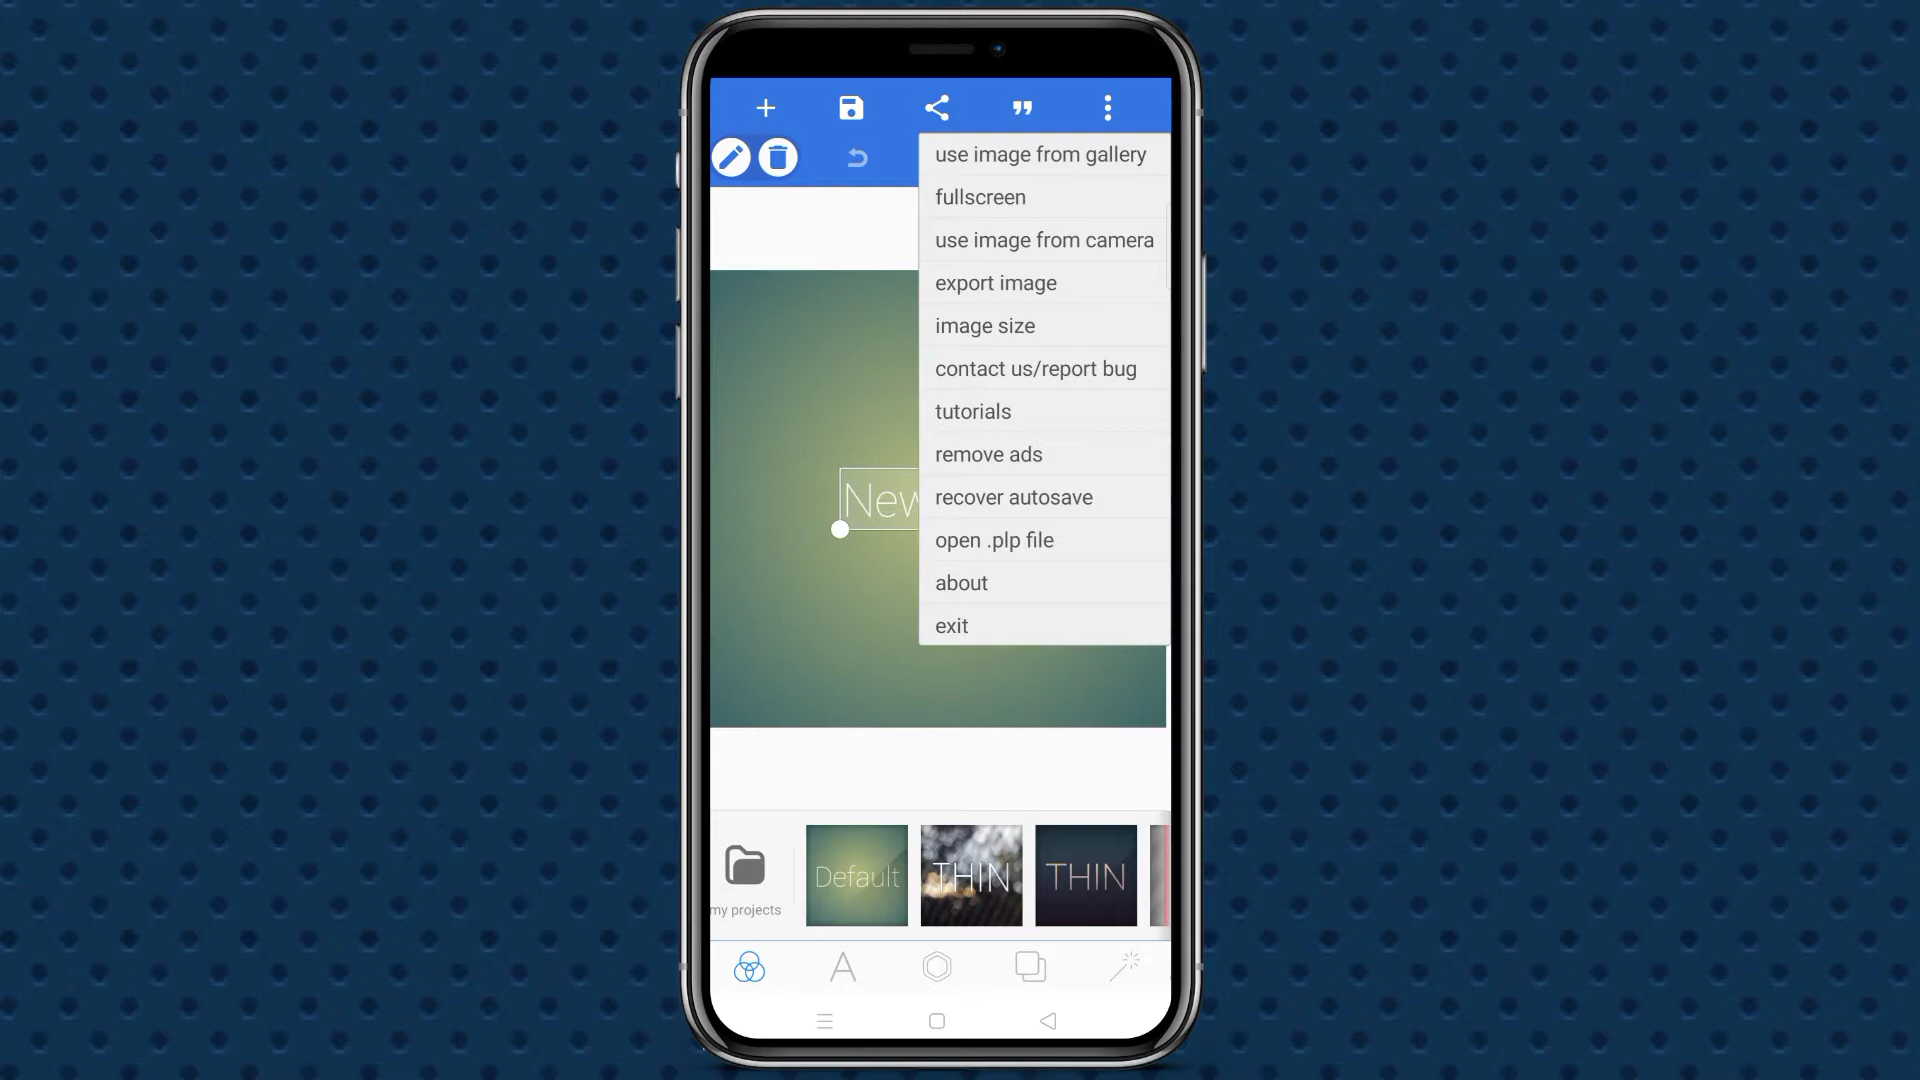 use image from gallery
fullscreen
use image from camera
export image
image size
contact us/report bug
tutorials
remove ads
recover autosave
open .plp file
about
exit
New
my projects
Default
THIN
THIN